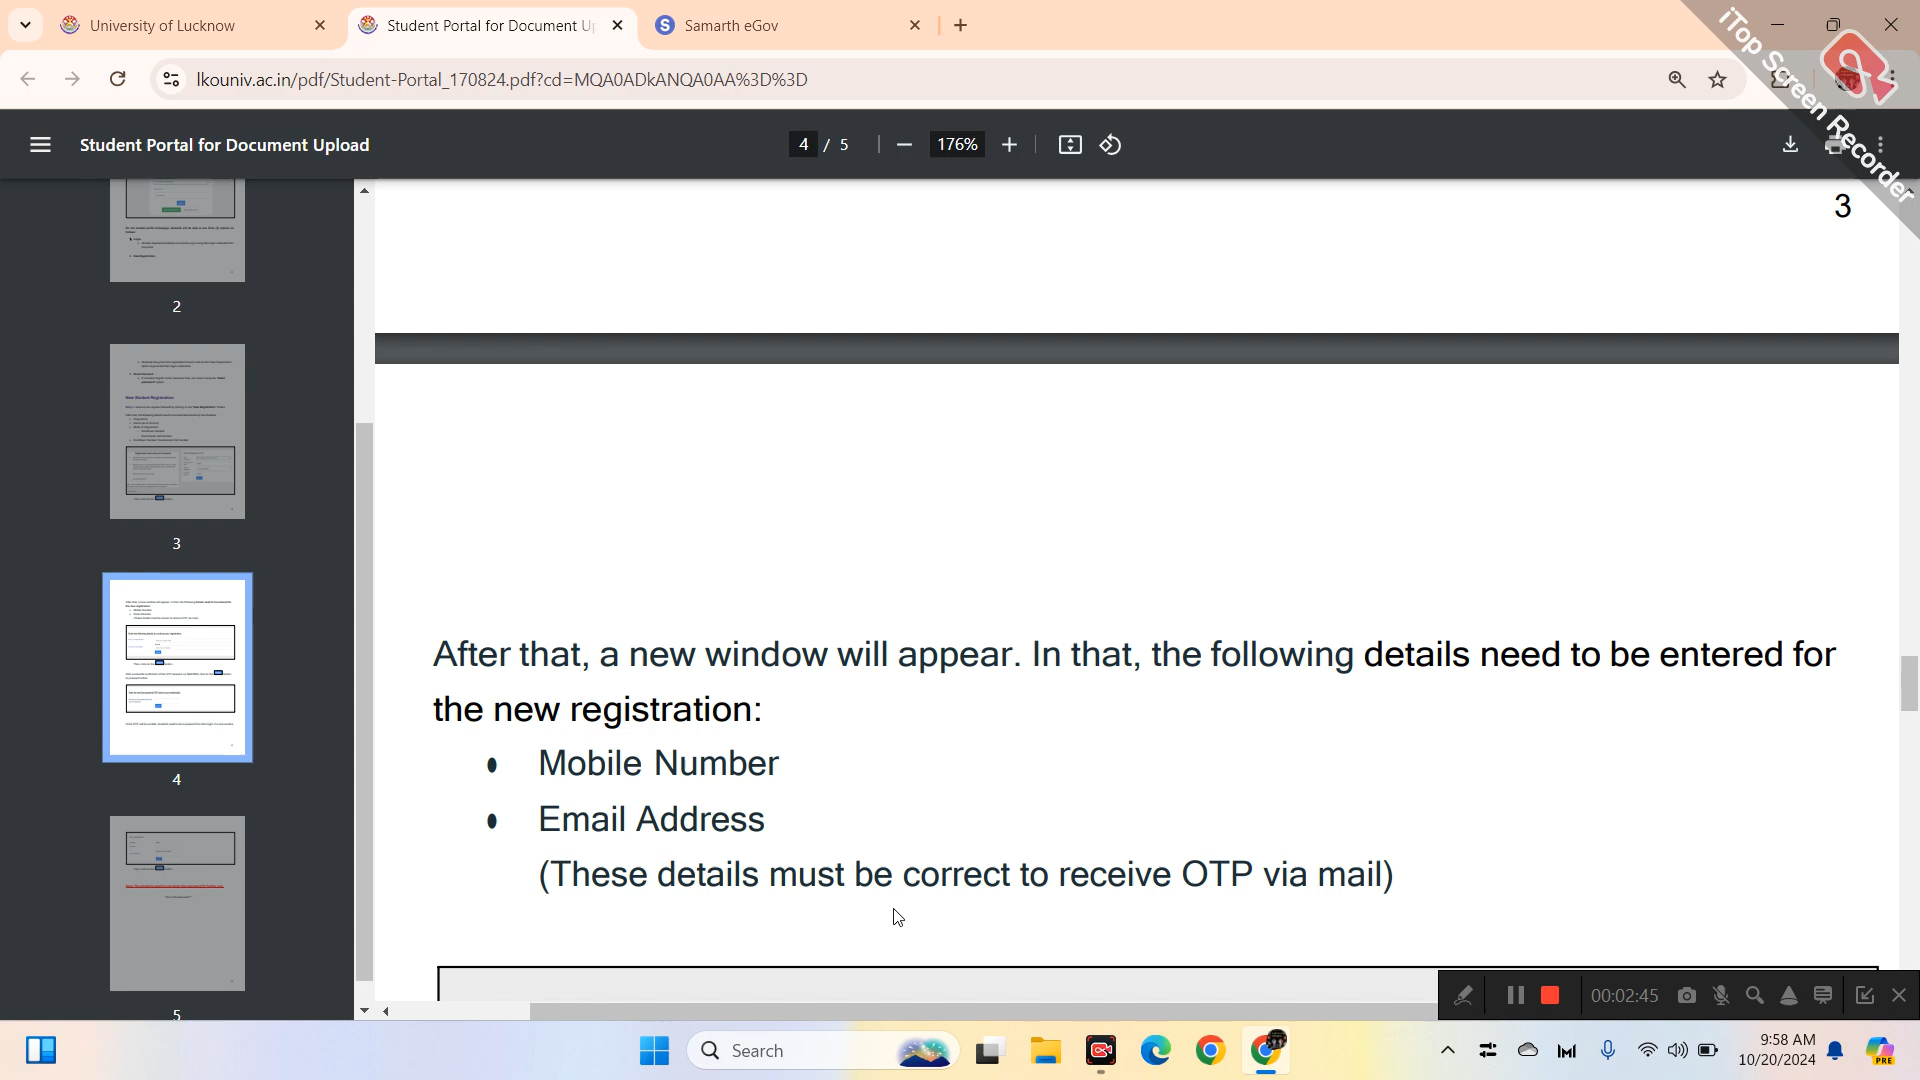 University of Lucknow
Student Portal for Document Up
Samarth eGov
lkouniv.ac.in/pdf/Student-Portal_170824.pdf?cd=MQA0ADkANQA0AA%3D%3D
iTop Screen Recorder
Student Portal for Document Upload
4 / 5
176%
2
3
4
5
3
After that, a new window will appear. In that, the following details need to be entered for
the new registration:
• Mobile Number
• Email Address
(These details must be correct to receive OTP via mail)
00:02:45
Search
9:58 AM
10/20/2024
PRE